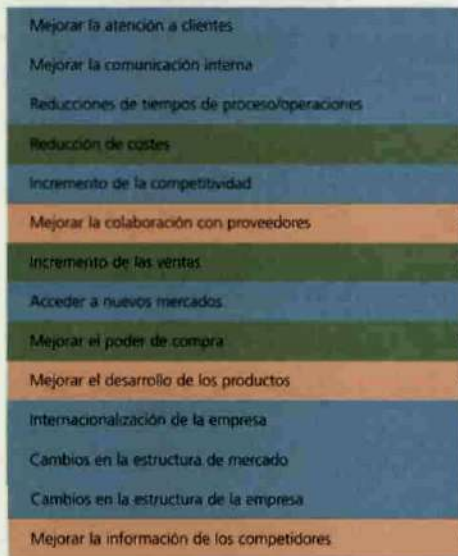 Mejorar la atención a clientes
Mejorar la comunicación interna
Reducciones de tiempos de proceso/operaciones
Reducción de costes
Incremento de la competitividad
Mejorar la colaboración con proveedores
Incremento de las ventas
Acceder a nuevos mercados
Mejorar el poder de compra
Mejorar el desarrollo de los productos
Internacionalización de la empresa
Cambios en la estructura de mercado
Cambios en la estructura de la empresa
Mejorar la información de los competidores